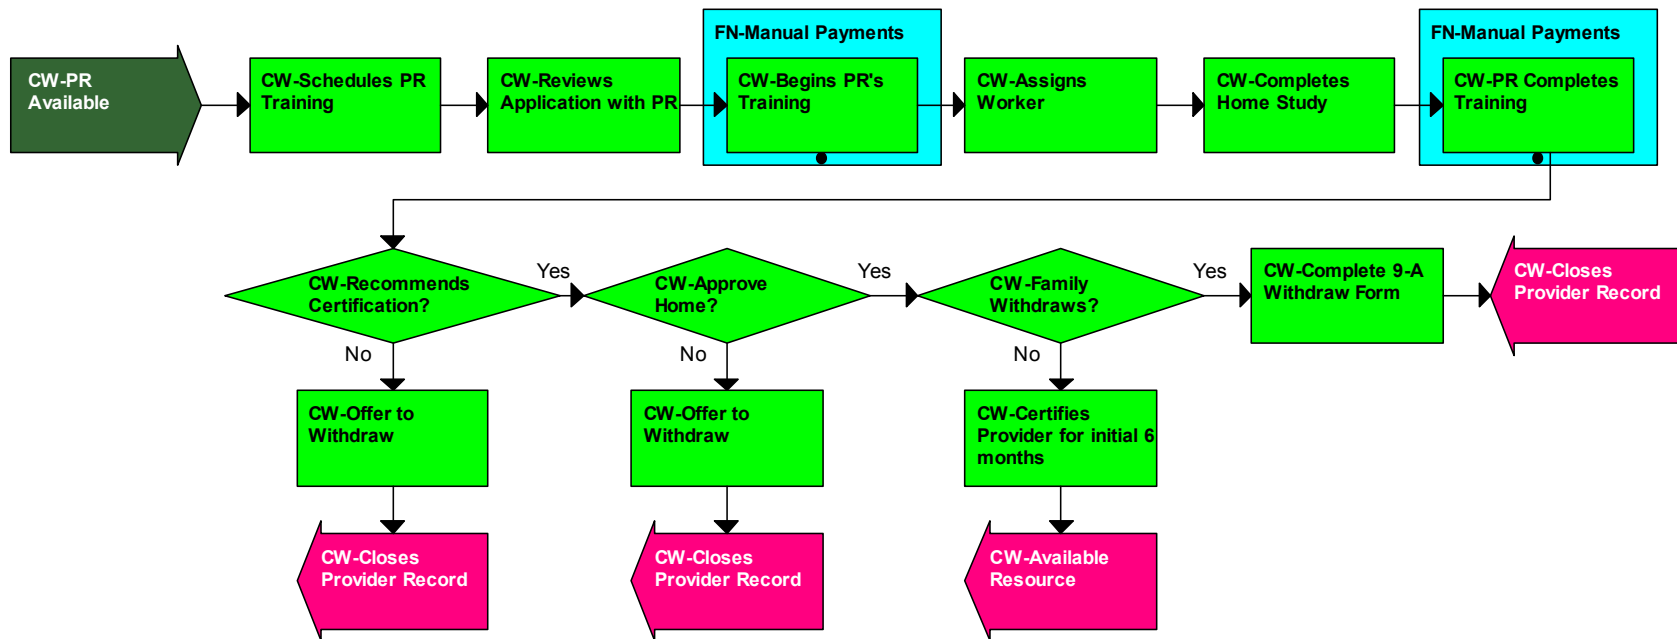 FN-Manual Payments
FN-Manual Payments
CW-PR
Available
CW-Schedules PR
Training
CW-Reviews
Application with PR
CW-Begins PR's
Training
CW-Assigns
Worker
CW-Completes
Home Study
CW-PR Completes
Training
CW-Recommends
Certification?
Yes
CW-Approve
Home?
Yes
CW-Family
Withdraws?
Yes
CW-Complete 9-A
Withdraw Form
CW-Closes
Provider Record
No
No
No
CW-Offer to
Withdraw
CW-Offer to
Withdraw
CW-Certifies
Provider for initial 6
months
CW-Closes
Provider Record
CW-Closes
Provider Record
CW-Available
Resource